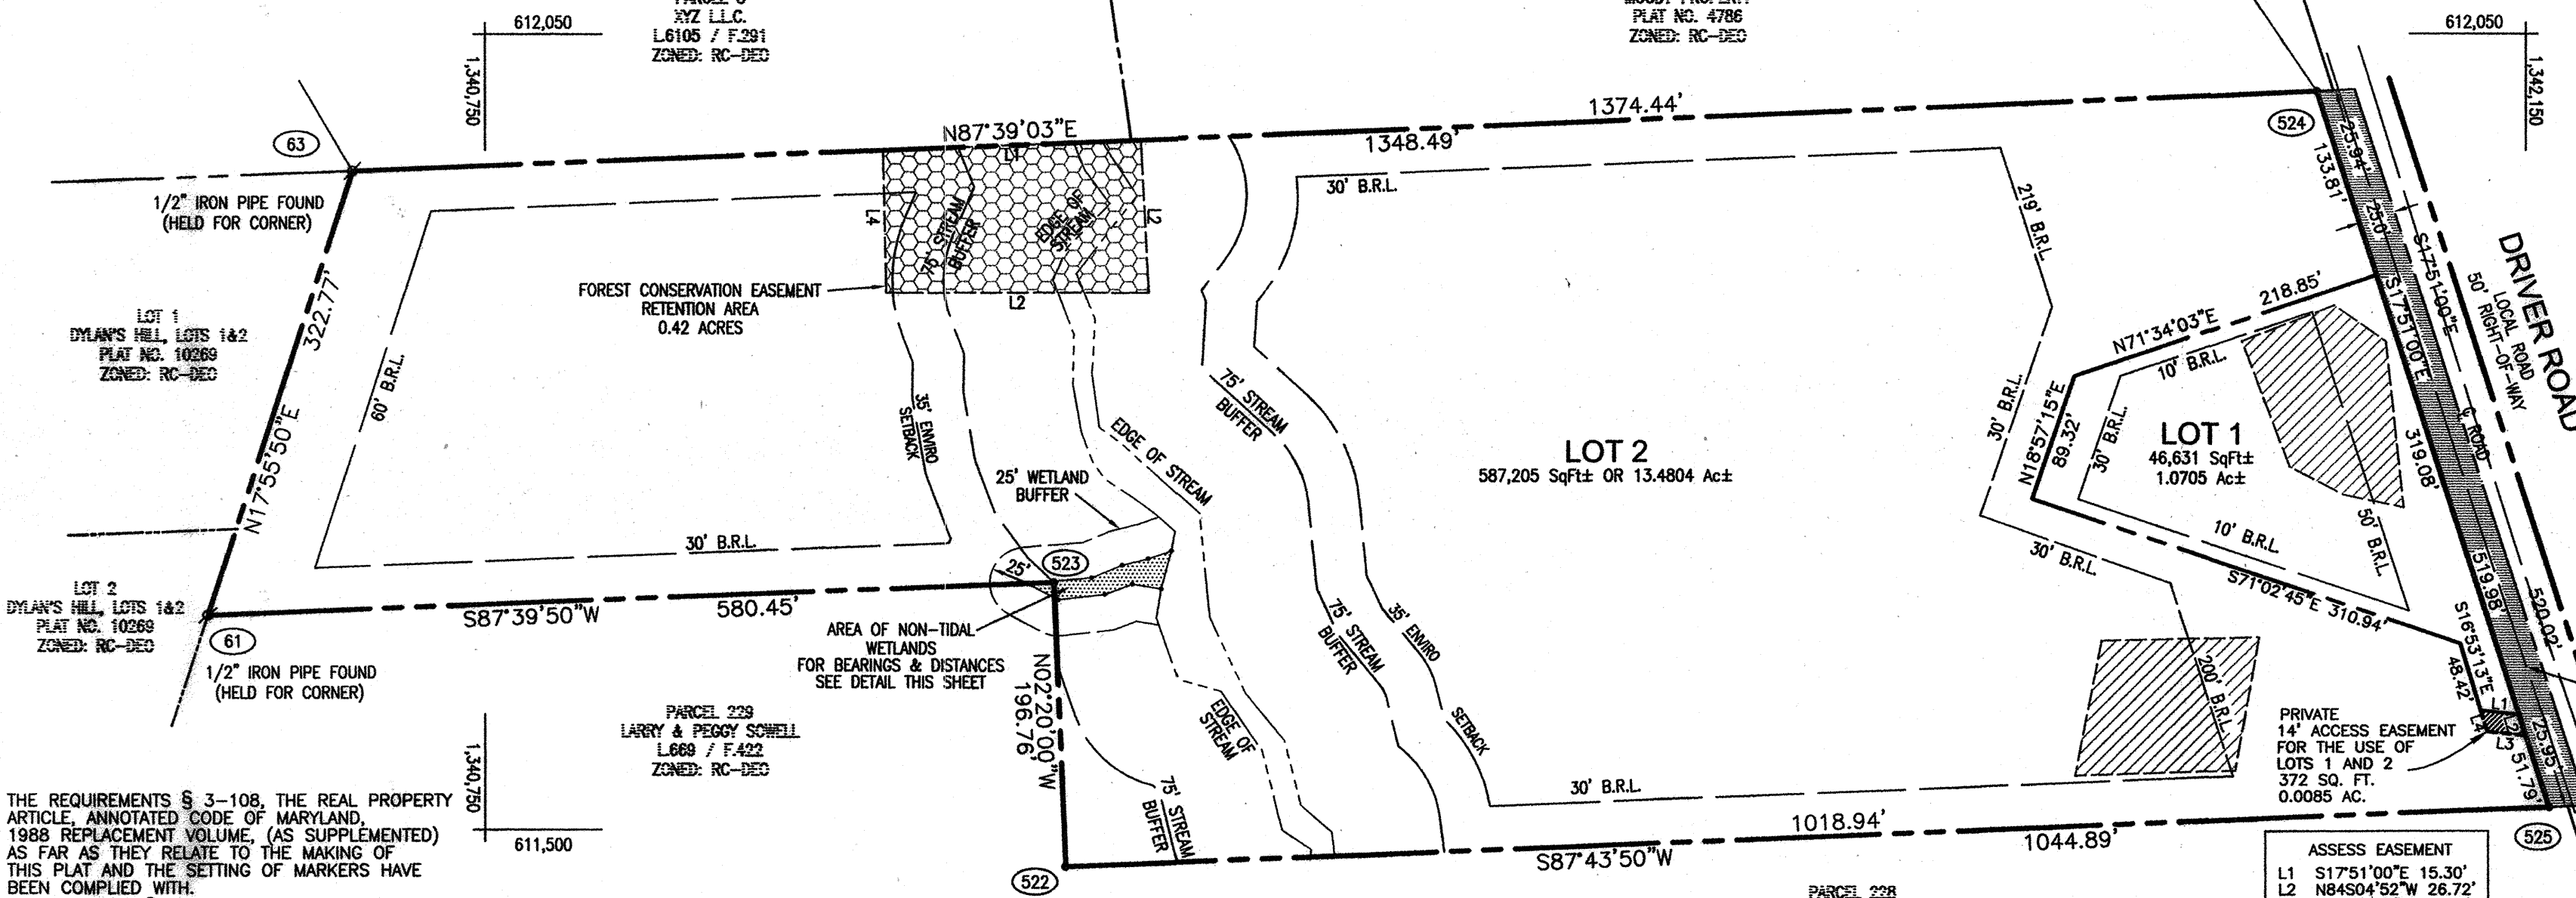 XYZ L.L.C.
L.6105 / F.291
ZONED: RC-DEO
612,050
1,340,750
PLAT NO. 4786
ZONED: RC-DEO
612,050
1,342,150
63
1/2" IRON PIPE FOUND
(HELD FOR CORNER)
N87°39'03"E
L1
1374.44'
1348.49'
524
25.94'
133.81'
25.0'
30' B.R.L.
219' B.R.L.
L4
75' STREAM
BUFFER
EDGE OF
STREAM
L2
L2
FOREST CONSERVATION EASEMENT
RETENTION AREA
0.42 ACRES
322.77'
N17°55'50"E
60' B.R.L.
LOT 1
DYLAN'S HILL, LOTS 1&2
PLAT NO. 10269
ZONED: RC-DEO
LOT 2
DYLAN'S HILL, LOTS 1&2
PLAT NO. 10269
ZONED: RC-DEO
61
1/2" IRON PIPE FOUND
(HELD FOR CORNER)
35' ENVIRO
SETBACK
EDGE OF STREAM
25' WETLAND
BUFFER
30' B.R.L.
25'
523
S87°39'50"W
580.45'
AREA OF NON-TIDAL
WETLANDS
FOR BEARINGS & DISTANCES
SEE DETAIL THIS SHEET
N02°20'00"W
196.76'
75' STREAM
BUFFER
LOT 2
587,205 SqFt± OR 13.4804 Ac±
75' STREAM
BUFFER
35' ENVIRO
SETBACK
EDGE OF
STREAM
75' STREAM
BUFFER
30' B.R.L.
30' B.R.L.
N71°34'03"E
218.85'
10' B.R.L.
N18°57'15"E
89.32'
30' B.R.L.
LOT 1
46,631 SqFt±
1.0705 Ac±
10' B.R.L.
50' B.R.L.
S71°02'45"E 310.94'
S17°51'00"E
319.08'
S17°51'00"E
℄ ROAD
519.98'
520.02'
DRIVER ROAD
LOCAL ROAD
50' RIGHT-OF-WAY
S16°53'13"E
48.42'
L1
L2
L3
L4
25.95'
51.79'
200' B.R.L.
PRIVATE
14' ACCESS EASEMENT
FOR THE USE OF
LOTS 1 AND 2
372 SQ. FT.
0.0085 AC.
30' B.R.L.
1018.94'
1044.89'
S87°43'50"W
522
525
PARCEL 229
LARRY & PEGGY SOWELL
L.669 / F.422
ZONED: RC-DEO
1,340,750
611,500
THE REQUIREMENTS § 3-108, THE REAL PROPERTY
ARTICLE, ANNOTATED CODE OF MARYLAND,
1988 REPLACEMENT VOLUME, (AS SUPPLEMENTED)
AS FAR AS THEY RELATE TO THE MAKING OF
THIS PLAT AND THE SETTING OF MARKERS HAVE
BEEN COMPLIED WITH.
PARCEL 228
ASSESS EASEMENT
L1 S17°51'00"E 15.30'
L2 N84S04'52"W 26.72'